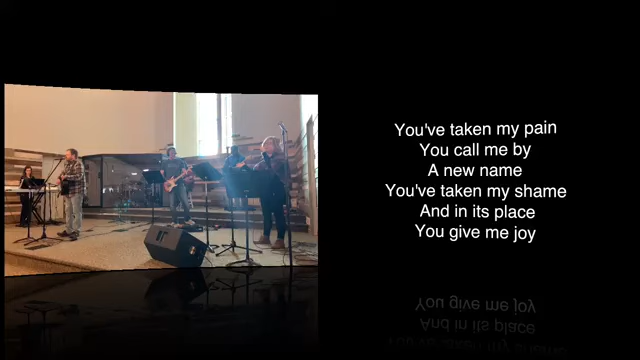 You've taken my pain
You call me by
A new name
You've taken my shame
And in its place
You give me joy